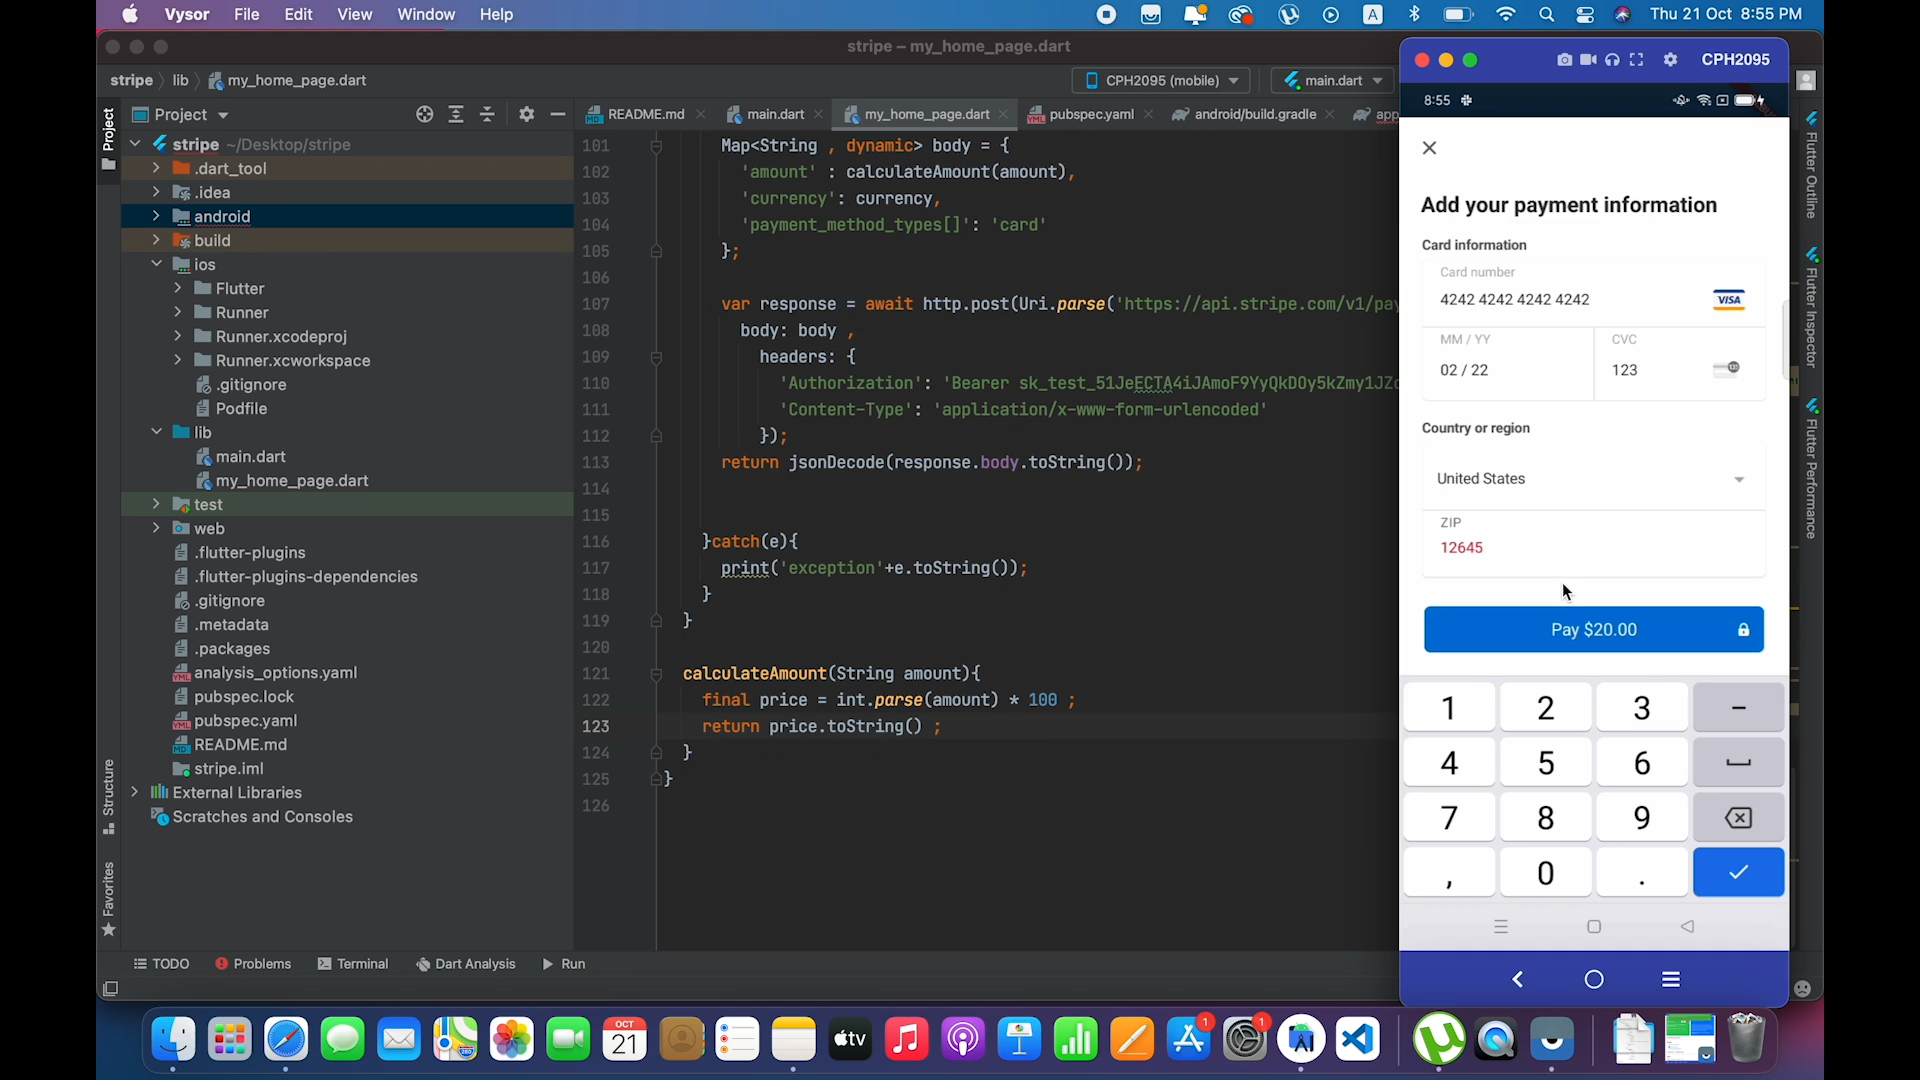 Vysor File Edit View Window Help
A
Thu 21 Oct 8:55 PM
stripe – my_home_page.dart
stripe lib my_home_page.dart
CPH2095 (mobile) main.dart
Project
README.md main.dart my_home_page.dart pubspec.yaml android/build.gradle app
Project
stripe ~/Desktop/stripe
.dart_tool
.idea
android
build
ios
Flutter
Runner
Runner.xcodeproj
Runner.xcworkspace
.gitignore
Podfile
lib
main.dart
my_home_page.dart
test
web
.flutter-plugins
.flutter-plugins-dependencies
.gitignore
.metadata
.packages
analysis_options.yaml
pubspec.lock
pubspec.yaml
README.md
stripe.iml
External Libraries
Scratches and Consoles
Structure
Favorites
101 Map<String , dynamic> body = {
102 'amount' : calculateAmount(amount),
103 'currency': currency,
104 'payment_method_types[]': 'card'
105 };
106
107 var response = await http.post(Uri.parse('https://api.stripe.com/v1/pay
108 body: body ,
109 headers: {
110 'Authorization': 'Bearer
111 'Content-Type': 'application/x-www-form-urlencoded'
112 });
113 return jsonDecode(response.body.toString());
114
115
116 }catch(e){
117 print('exception'+e.toString());
118 }
119 }
120
121 calculateAmount(String amount){
122 final price = int.parse(amount) * 100 ;
123 return price.toString() ;
124 }
125 }
126
TODO Problems Terminal Dart Analysis Run
CPH2095
8:55
Add your payment information
Card information
Card number
4242 4242 4242 4242
VISA
MM / YY CVC
02 / 22 123
Country or region
United States
ZIP
12645
Pay $20.00
1 2 3 –
4 5 6
7 8 9
, 0 .
Flutter Outline
Flutter Inspector
Flutter Performance
OCT
21
tv
1
1